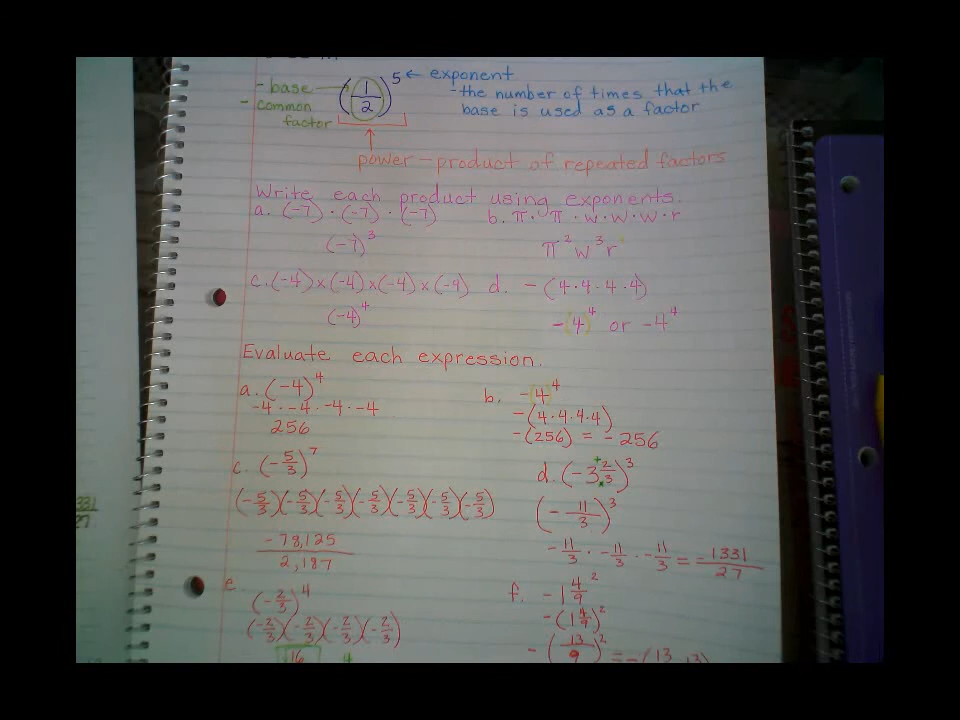 (1/2)^5 ← exponent
- base
- the number of times that the
- common
base is used as a factor
factor
power - product of repeated factors
Write each product using exponents.
a. (-7) · (-7) · (-7)
b. π · π · w · w · w · r
(-7)^3
π^2 w^3 r
c. (-4) x (-4) x (-4) x (-4)
d. - (4 · 4 · 4 · 4)
(-4)^4
-(4)^4 or -4^4
Evaluate each expression.
a. (-4)^4
b. -(4)^4
-4 · -4 · -4 · -4
-(4 · 4 · 4 · 4)
256
-(256) = - 256
c. (-5/3)^7
d. (-3 2/3)^3
(-5/3)(-5/3)(-5/3)(-5/3)(-5/3)(-5/3)(-5/3)
(-11/3)^3
-78,125/2,187
-11/3 · -11/3 · -11/3 = -1331/27
e. (-2/3)^4
f. -1 4/9^2
(-2/3)(-2/3)(-2/3)(-2/3)
-(1 4/9)^2
16
-(13/9)^2 = -(13 · 13)